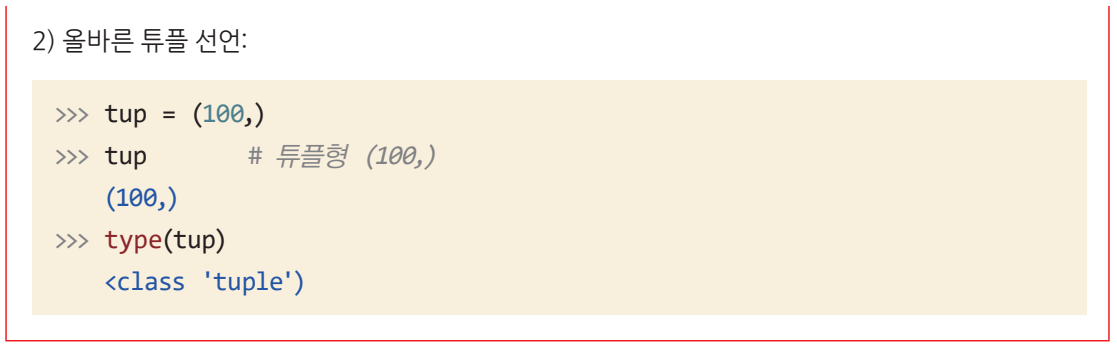 2) 올바른 튜플 선언:
>>> tup = (100,)
>>> tup # 튜플형 (100,)
(100,)
>>> type(tup)
<class 'tuple')